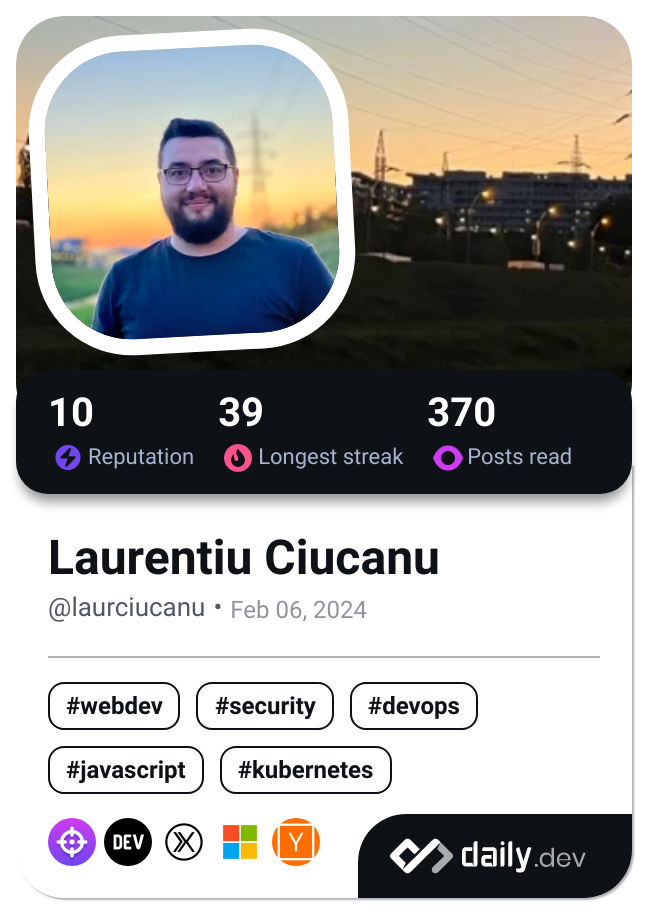 10 39 370
Reputation Longest streak Posts read
Laurentiu Ciucanu
@laurciucanu • Feb 06, 2024
#webdev #security #devops
#javascript #kubernetes
DEV Y daily.dev